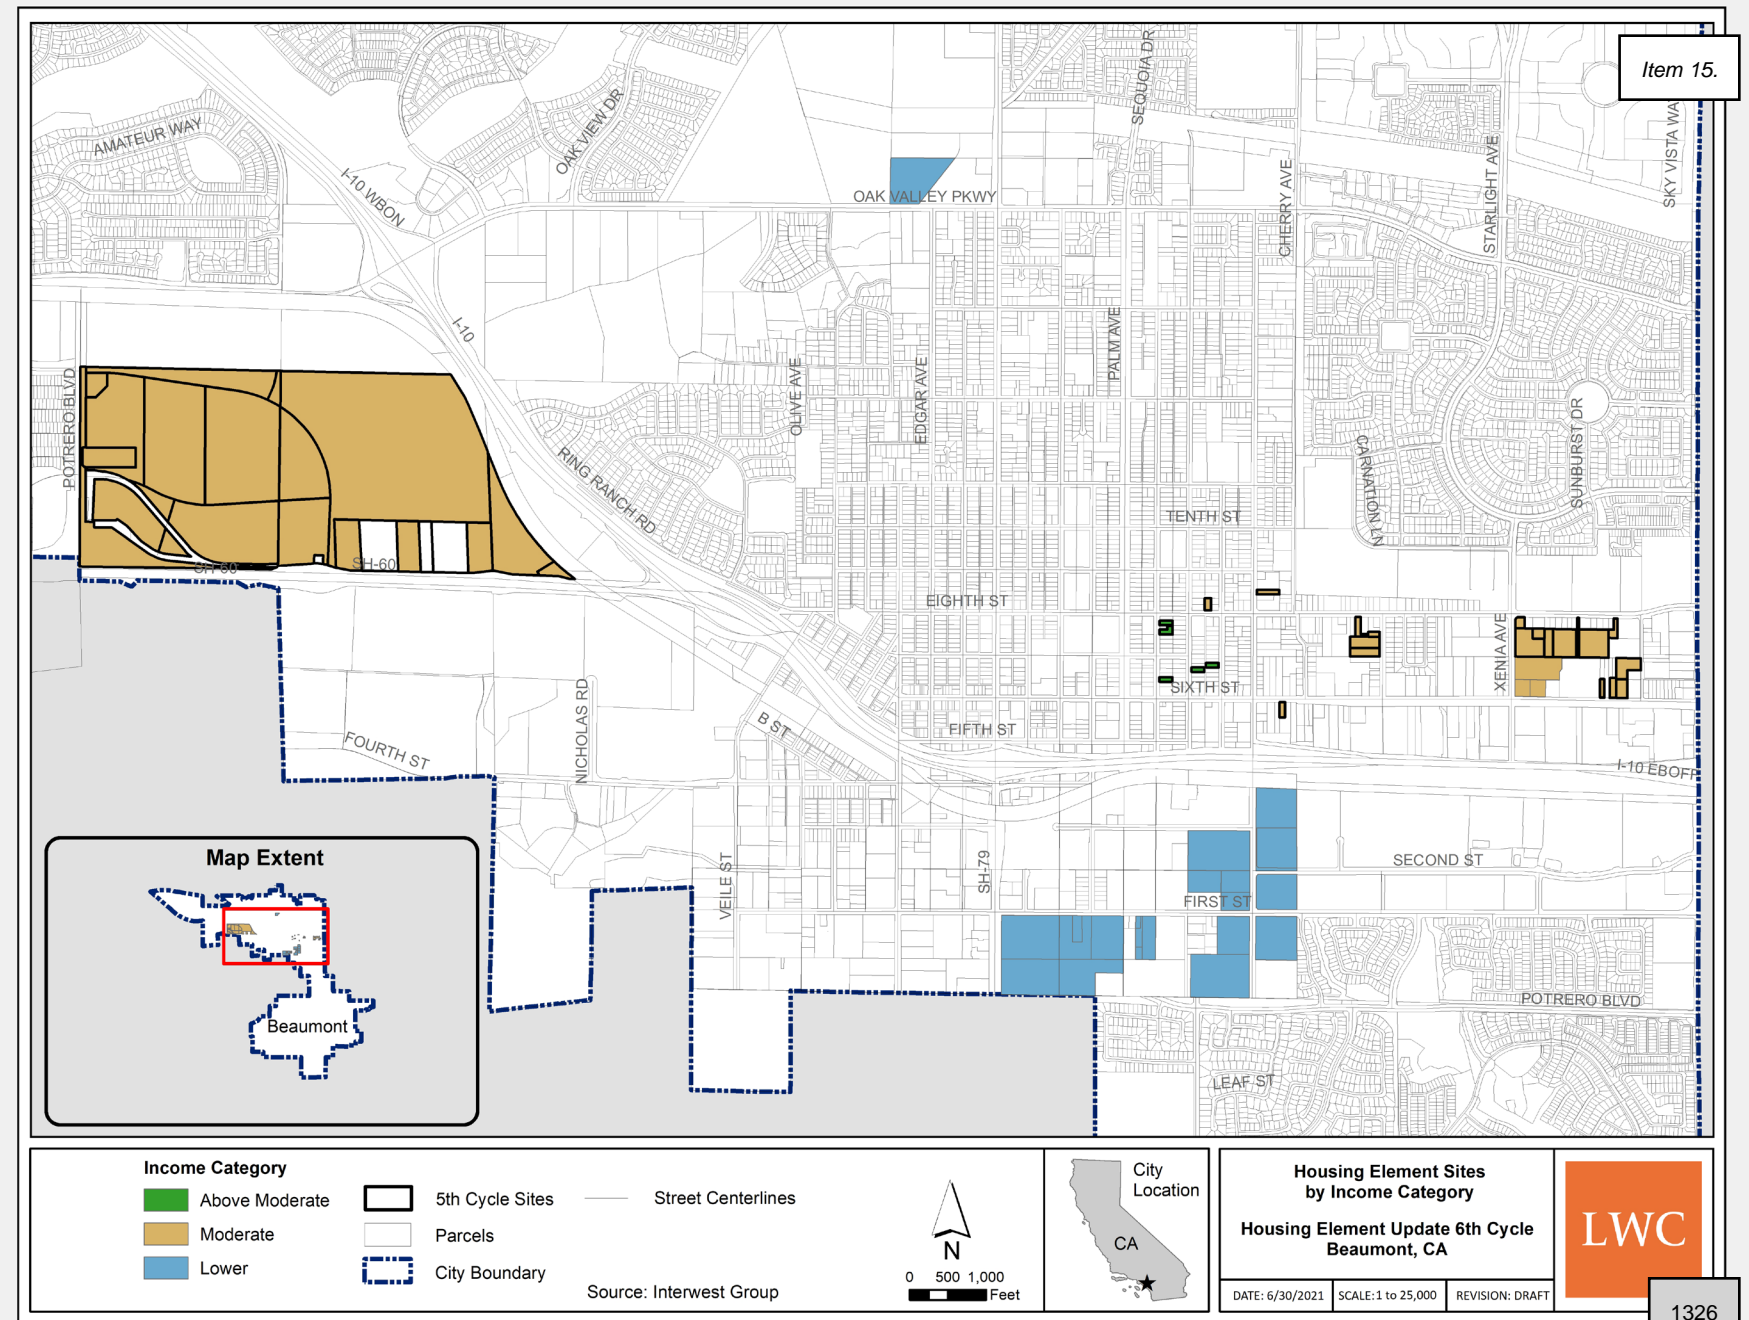 Item 15.
SEQUOIA DR
OAK VIEW DR
AMATEUR WAY
STARLIGHT AVE
SKY VISTA WA
CHERRY AVE
I-10 WBON
OAK VALLEY PKWY
I-10
PALM AVE
OLIVE AVE
EDGAR AVE
POTRERO BLVD
SUNBURST DR
CARNATION LN
RING RANCH RD
TENTH ST
SH-60
SH-60
EIGHTH ST
XENIA AVE
SIXTH ST
NICHOLAS RD
B ST
FIFTH ST
FOURTH ST
I-10 EBOFF
SH-79
VEILE ST
SECOND ST
FIRST ST
POTRERO BLVD
LEAF ST
Map Extent
Beaumont
Income Category
Above Moderate
Moderate
Lower
5th Cycle Sites
Parcels
City Boundary
Street Centerlines
Source: Interwest Group
N
0 500 1,000
Feet
City
Location
CA
Housing Element Sites
by Income Category
Housing Element Update 6th Cycle
Beaumont, CA
DATE: 6/30/2021
SCALE:1 to 25,000
REVISION: DRAFT
LWC
1326